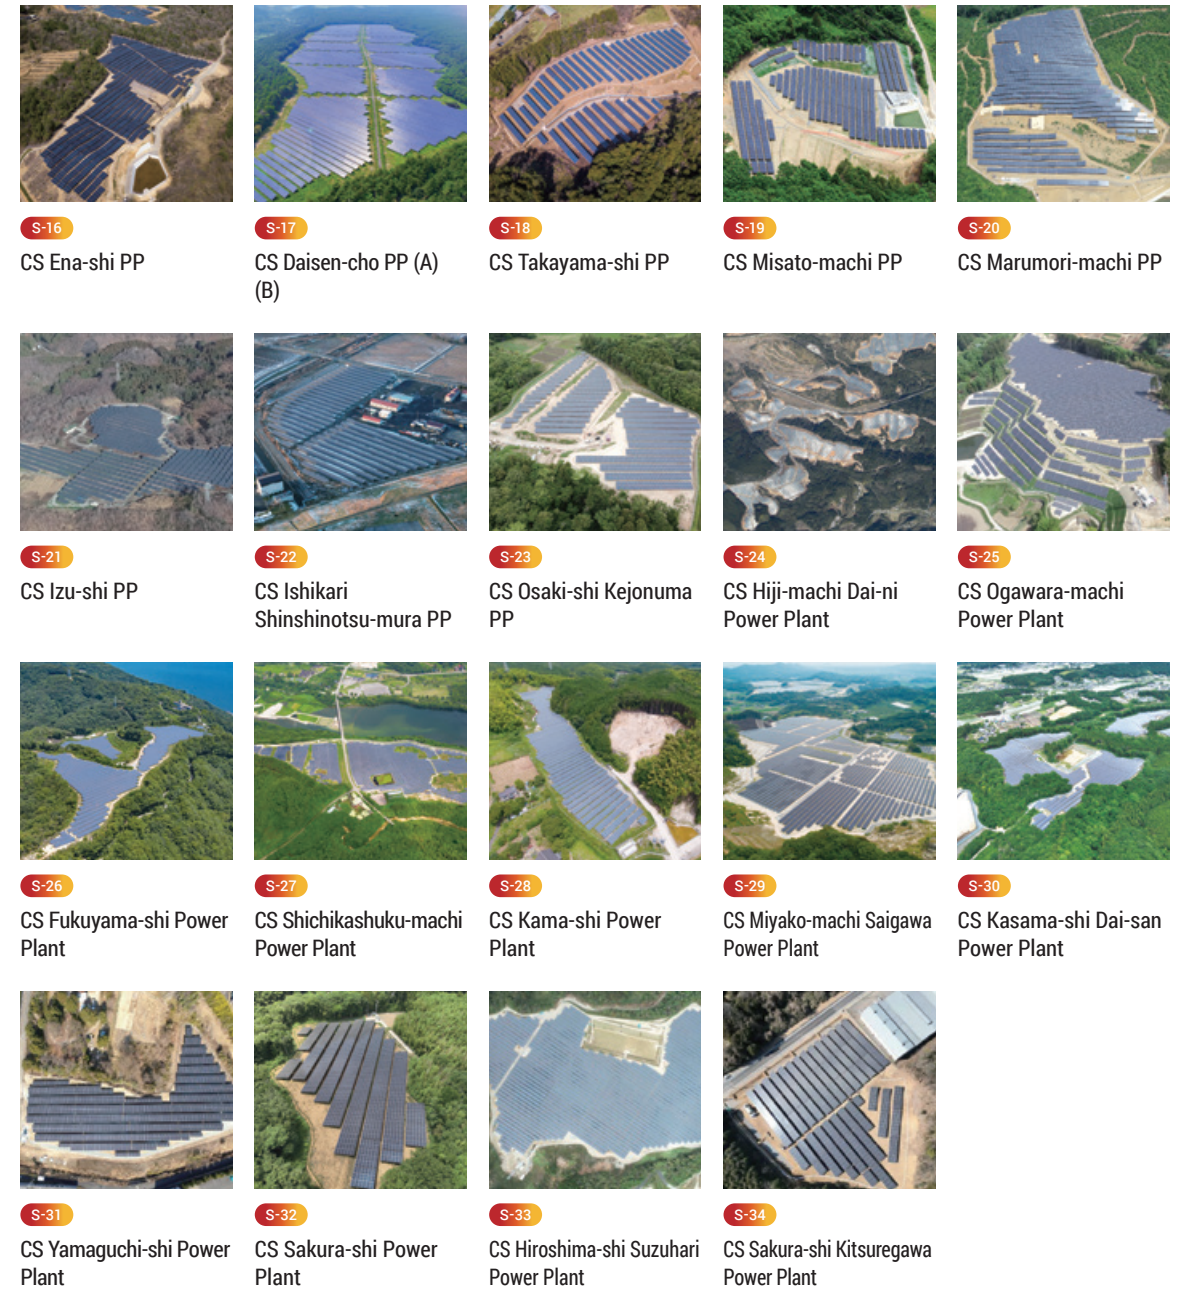 S-16
CS Ena-shi PP
S-17
CS Daisen-cho PP (A)
(B)
S-18
CS Takayama-shi PP
S-19
CS Misato-machi PP
S-20
CS Marumori-machi PP
S-21
CS Izu-shi PP
S-22
CS Ishikari
Shinshinotsu-mura PP
S-23
CS Osaki-shi Kejonuma
PP
S-24
CS Hiji-machi Dai-ni
Power Plant
S-25
CS Ogawara-machi
Power Plant
S-26
CS Fukuyama-shi Power
Plant
S-27
CS Shichikashuku-machi
Power Plant
S-28
CS Kama-shi Power
Plant
S-29
CS Miyako-machi Saigawa
Power Plant
S-30
CS Kasama-shi Dai-san
Power Plant
S-31
CS Yamaguchi-shi Power
Plant
S-32
CS Sakura-shi Power
Plant
S-33
CS Hiroshima-shi Suzuhari
Power Plant
S-34
CS Sakura-shi Kitsuregawa
Power Plant